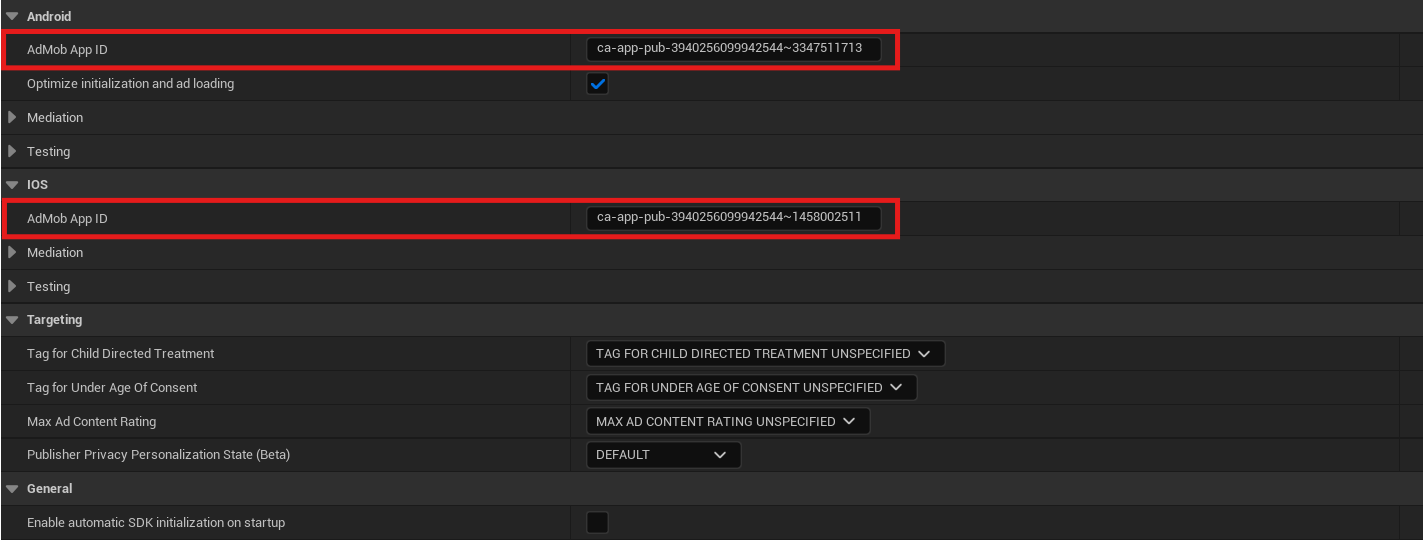 Android
AdMob App ID ca-app-pub-3940256099942544~3347511713
Optimize initialization and ad loading
Mediation
Testing
IOS
AdMob App ID ca-app-pub-3940256099942544~1458002511
Mediation
Testing
Targeting
Tag for Child Directed Treatment TAG FOR CHILD DIRECTED TREATMENT UNSPECIFIED
Tag for Under Age Of Consent TAG FOR UNDER AGE OF CONSENT UNSPECIFIED
Max Ad Content Rating MAX AD CONTENT RATING UNSPECIFIED
Publisher Privacy Personalization State (Beta) DEFAULT
General
Enable automatic SDK initialization on startup